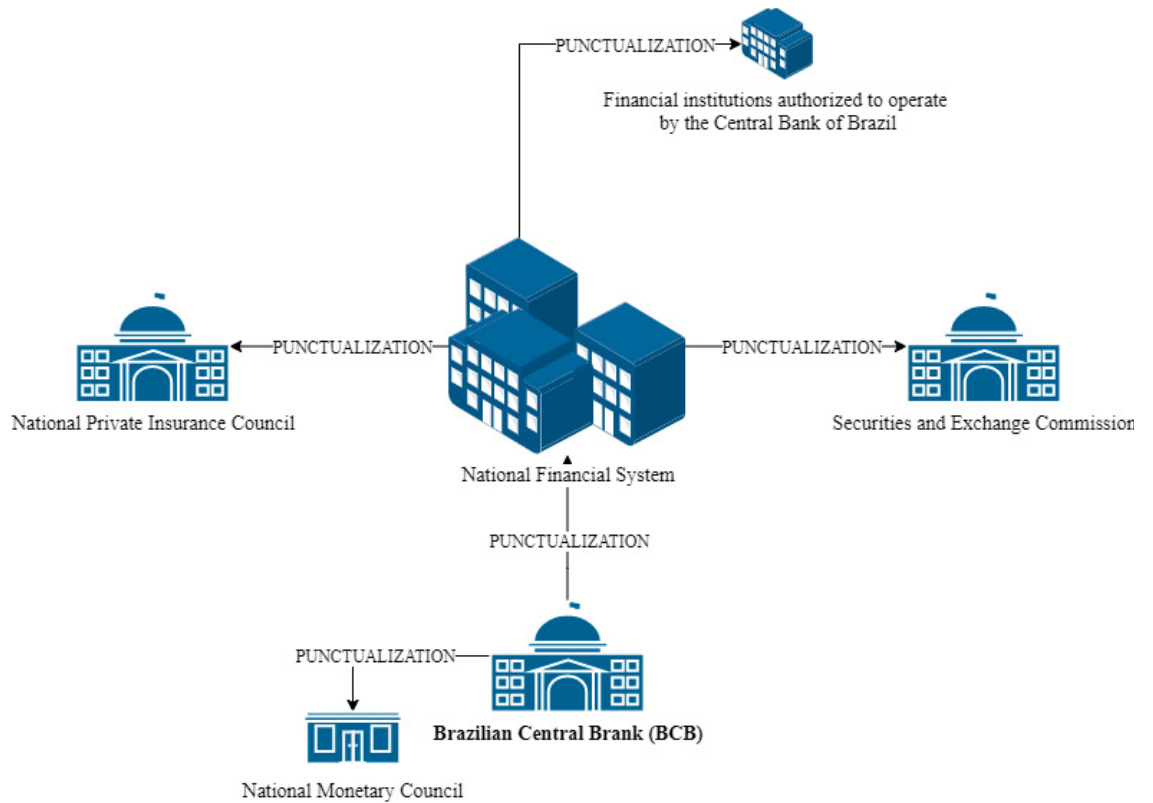 PUNCTUALIZATION
Financial institutions authorized to operate
by the Central Bank of Brazil
PUNCTUALIZATION
PUNCTUALIZATION
National Private Insurance Council
Securities and Exchange Commission
National Financial System
PUNCTUALIZATION
PUNCTUALIZATION
Brazilian Central Brank (BCB)
National Monetary Council